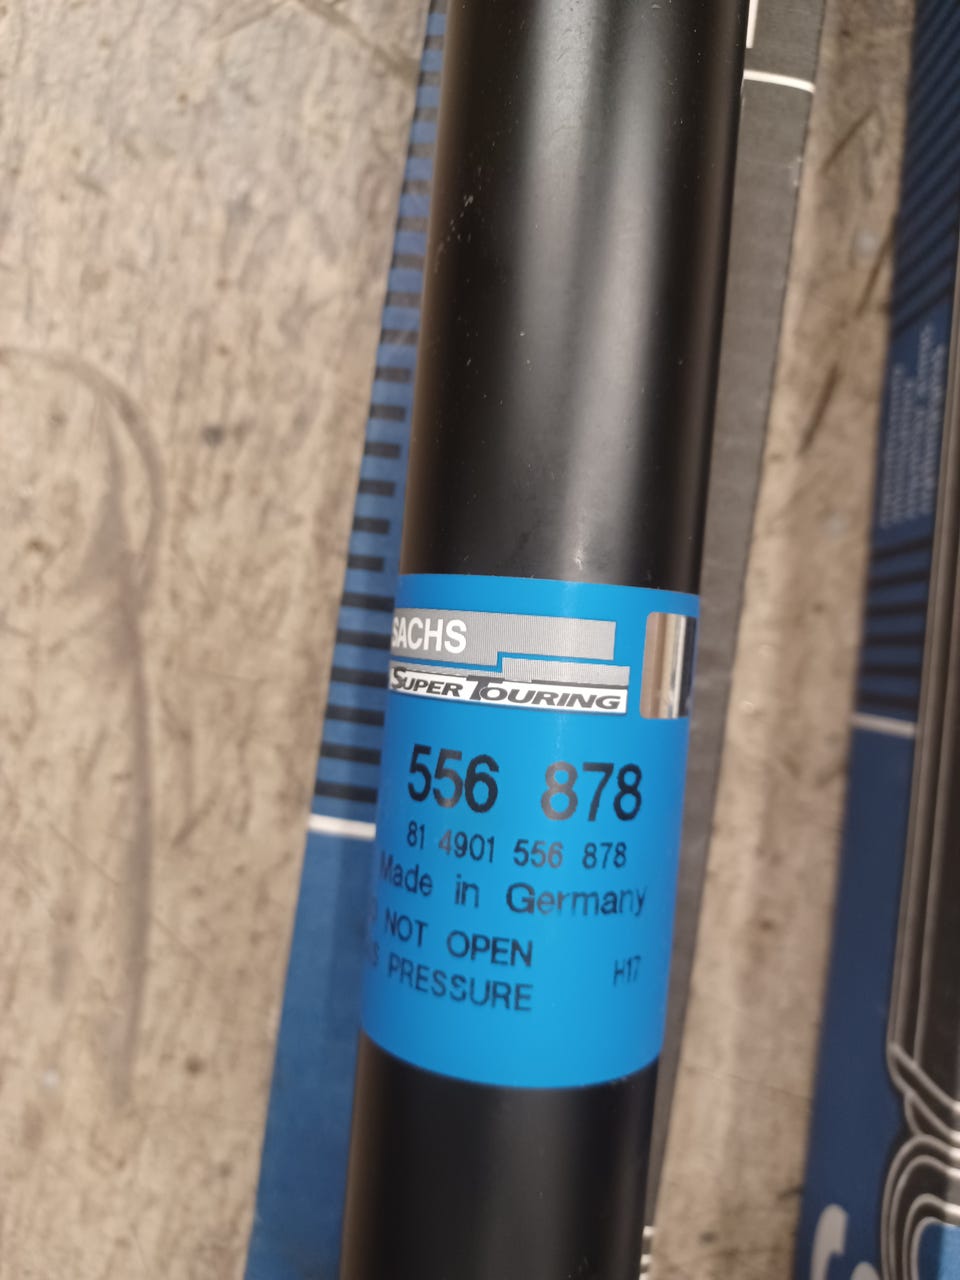 SACHS
SUPER TOURING
556 878
81 4901 556 878
Made in Germany
NOT OPEN
H17
PRESSURE